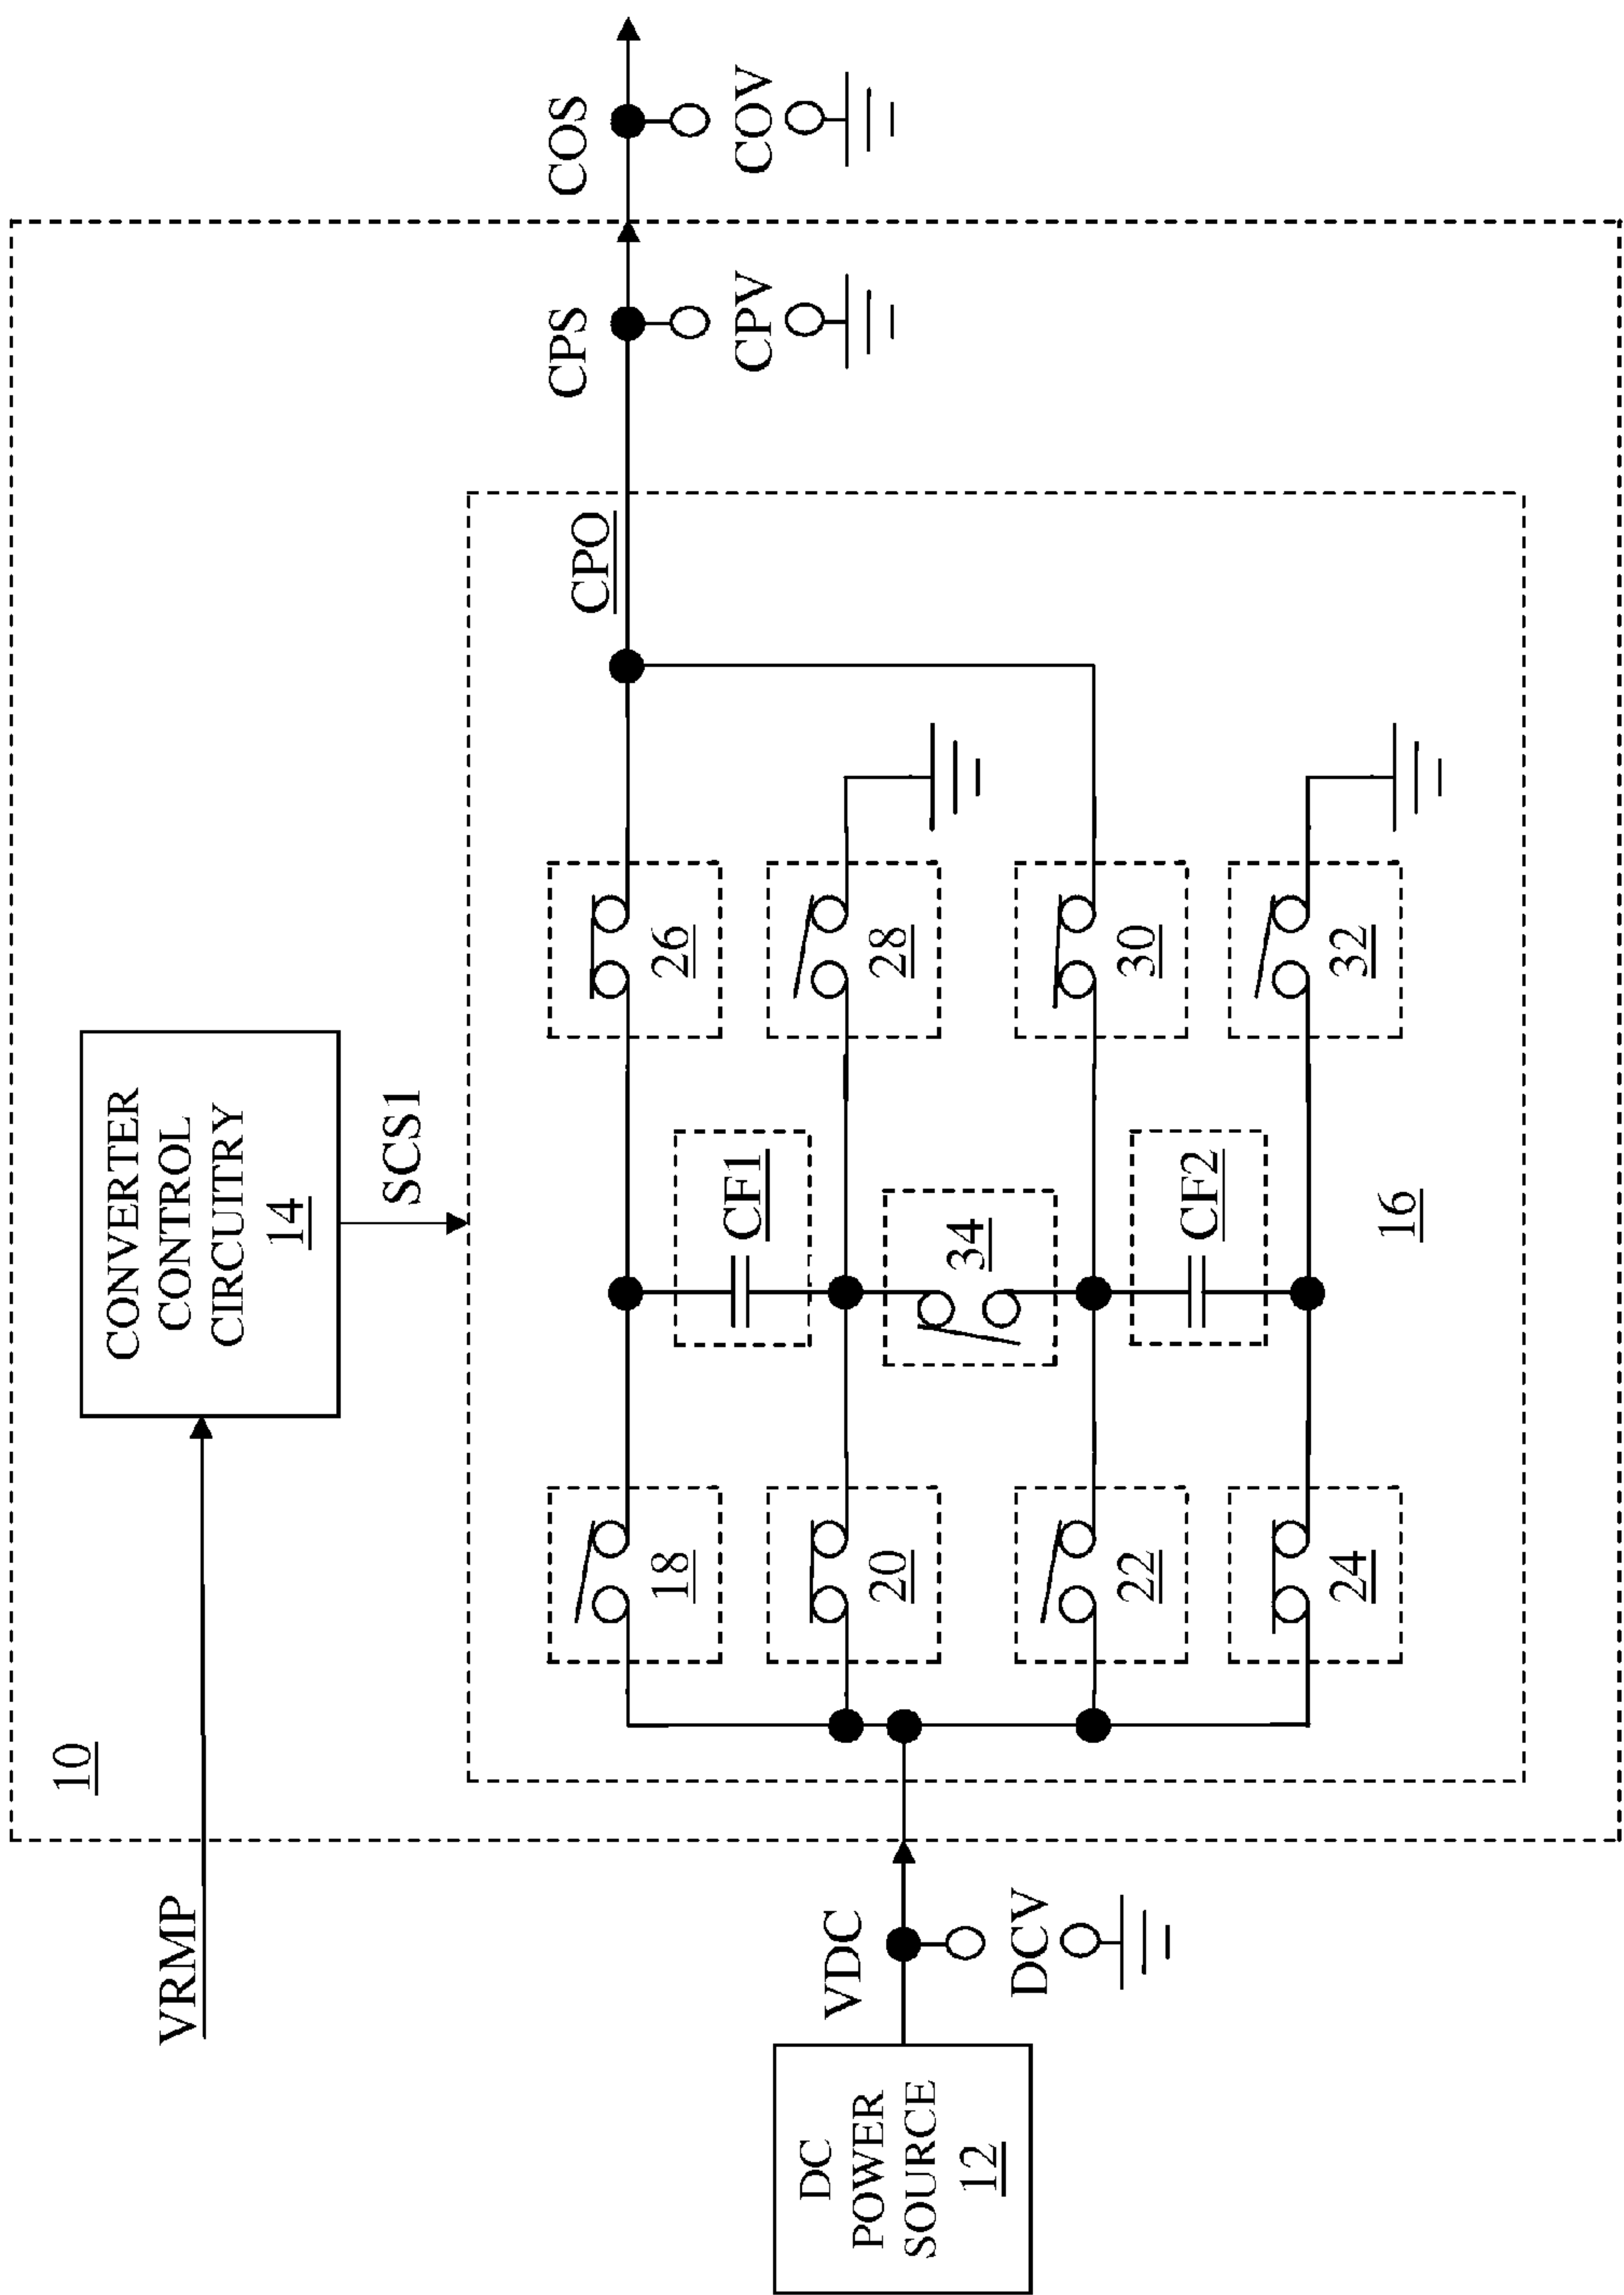 10
VRMP
CONVERTER
CONTROL
CIRCUITRY
14
SCS1
CPO
CPS
COS
CPV
COV
18
26
CF1
20
28
34
22
30
CF2
24
32
16
VDC
DCV
DC
POWER
SOURCE
12